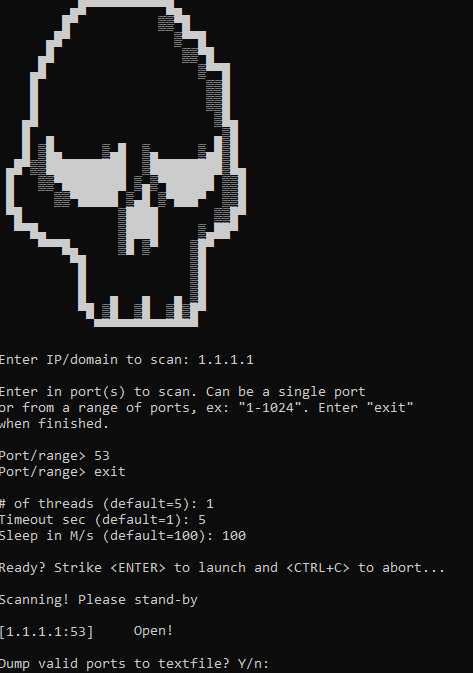 Enter IP/domain to scan: 1.1.1.1
Enter in port(s) to scan. Can be a single port
or from a range of ports, ex: "1-1024". Enter "exit"
when finished.
Port/range> 53
Port/range> exit
# of threads (default=5): 1
Timeout sec (default=1): 5
Sleep in M/s (default=100): 100
Ready? Strike <ENTER> to launch and <CTRL+C> to abort...
Scanning! Please stand-by
[1.1.1.1:53]     Open!
Dump valid ports to textfile? Y/n: